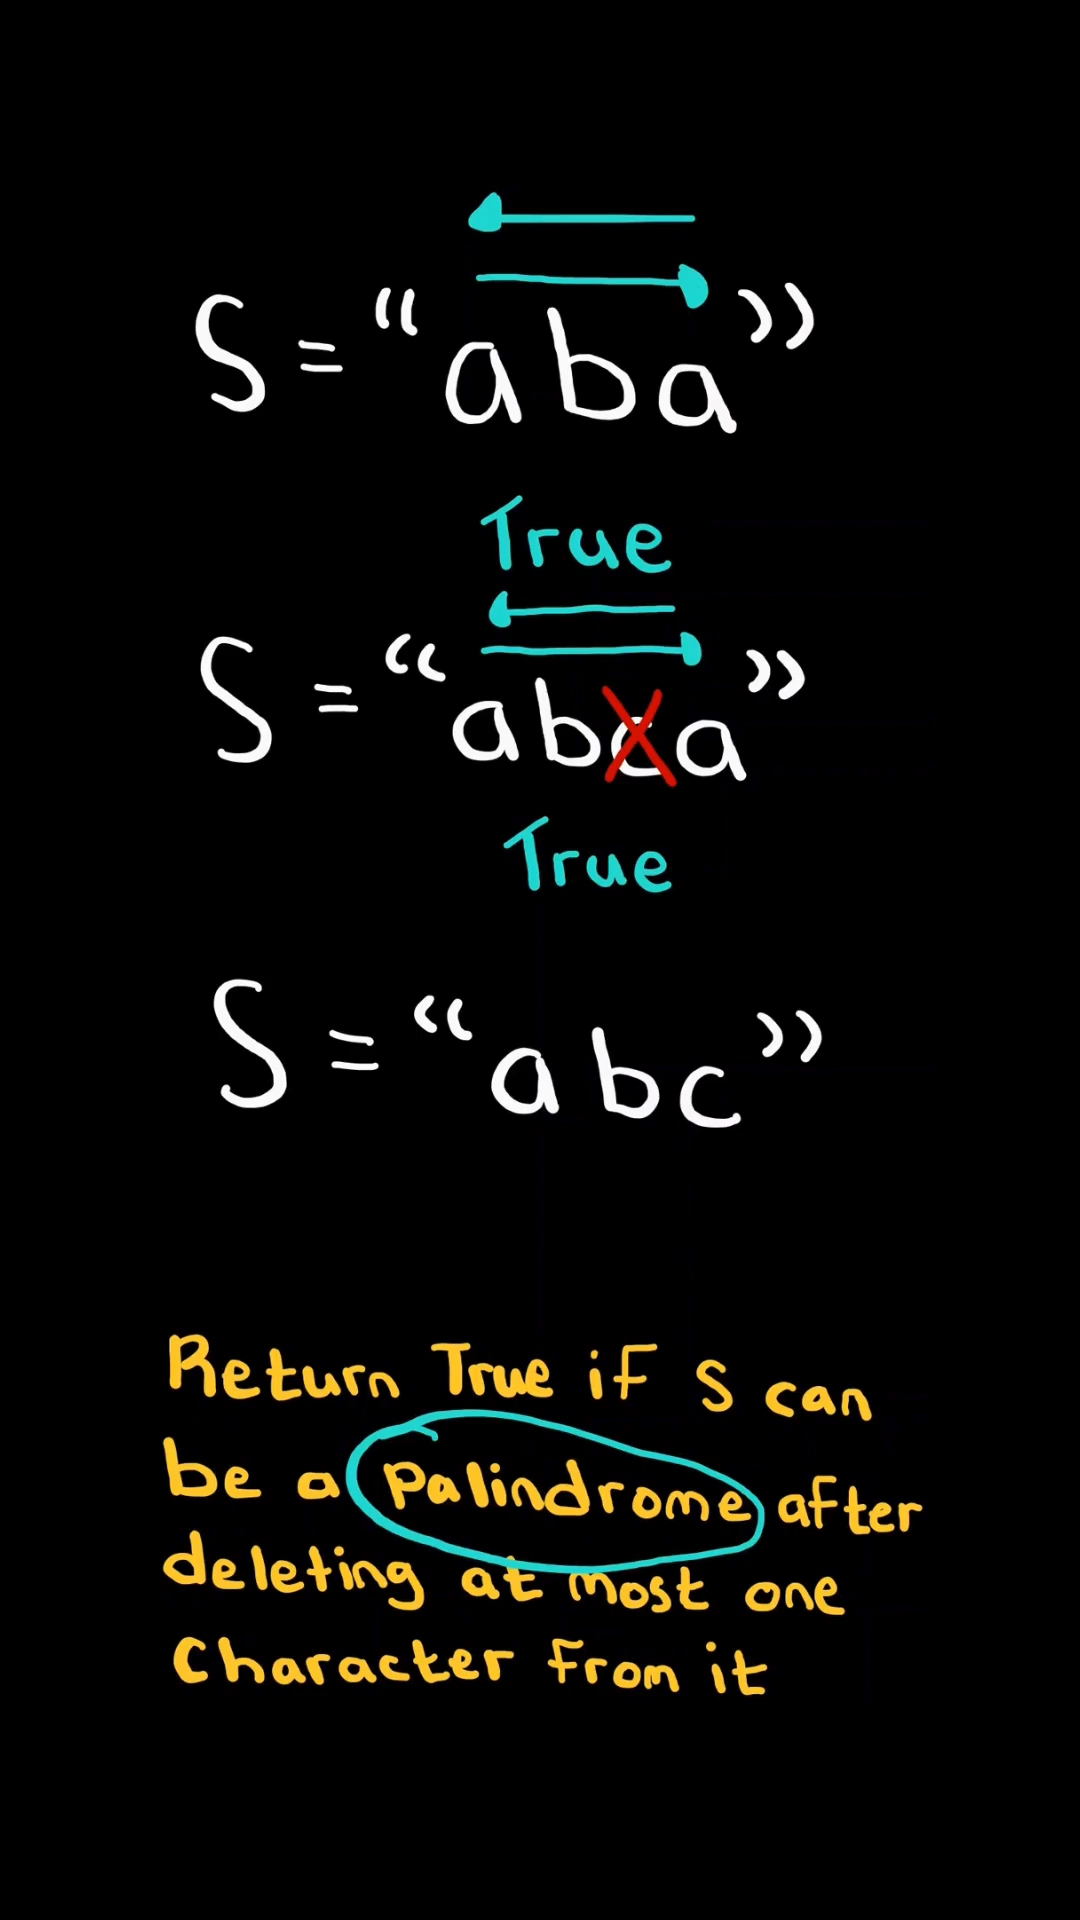 S = “aba”
True
S = “abca”
True
S = “abc”
Return True if s can
be a palindrome after
deleting at most one
character from it